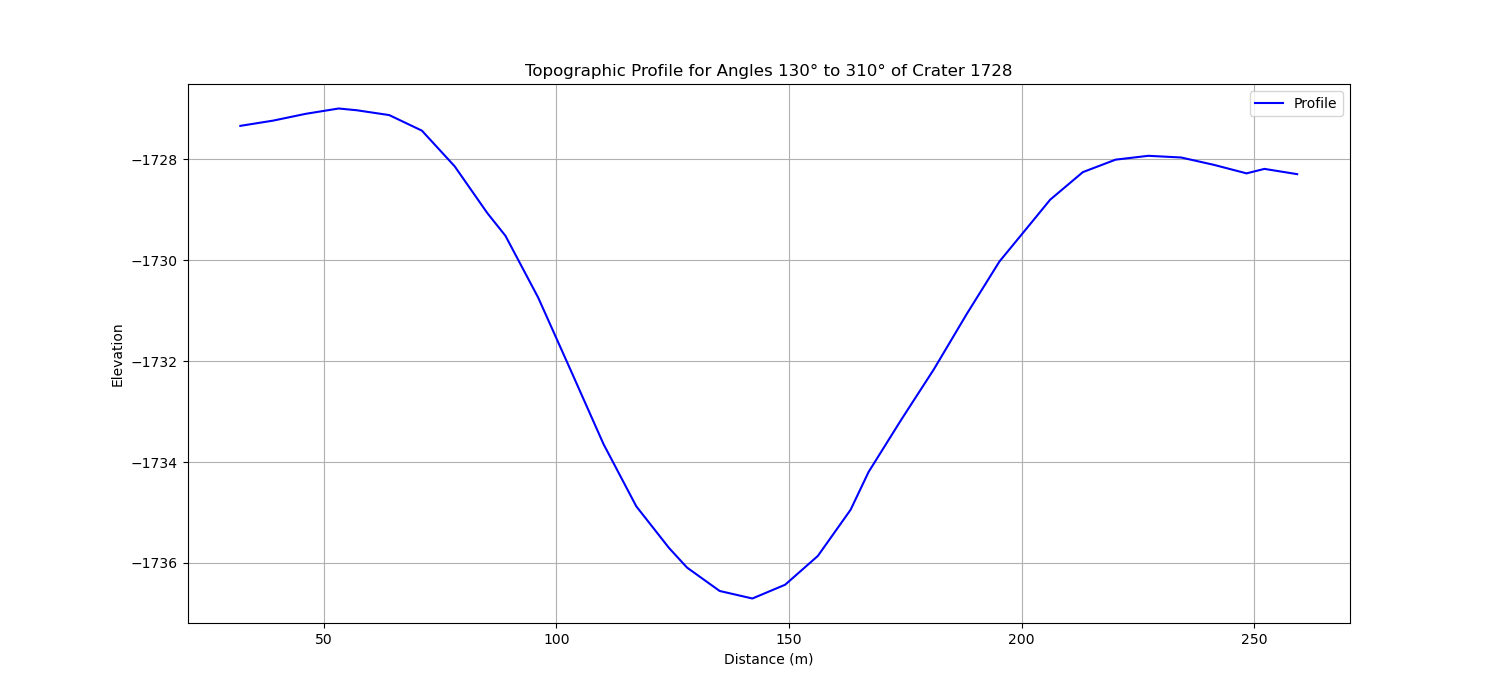 Topographic Profile for Angles 130° to 310° of Crater 1728
Profile
−1728
−1730
−1732
−1734
−1736
Elevation
50 100 150 200 250
Distance (m)